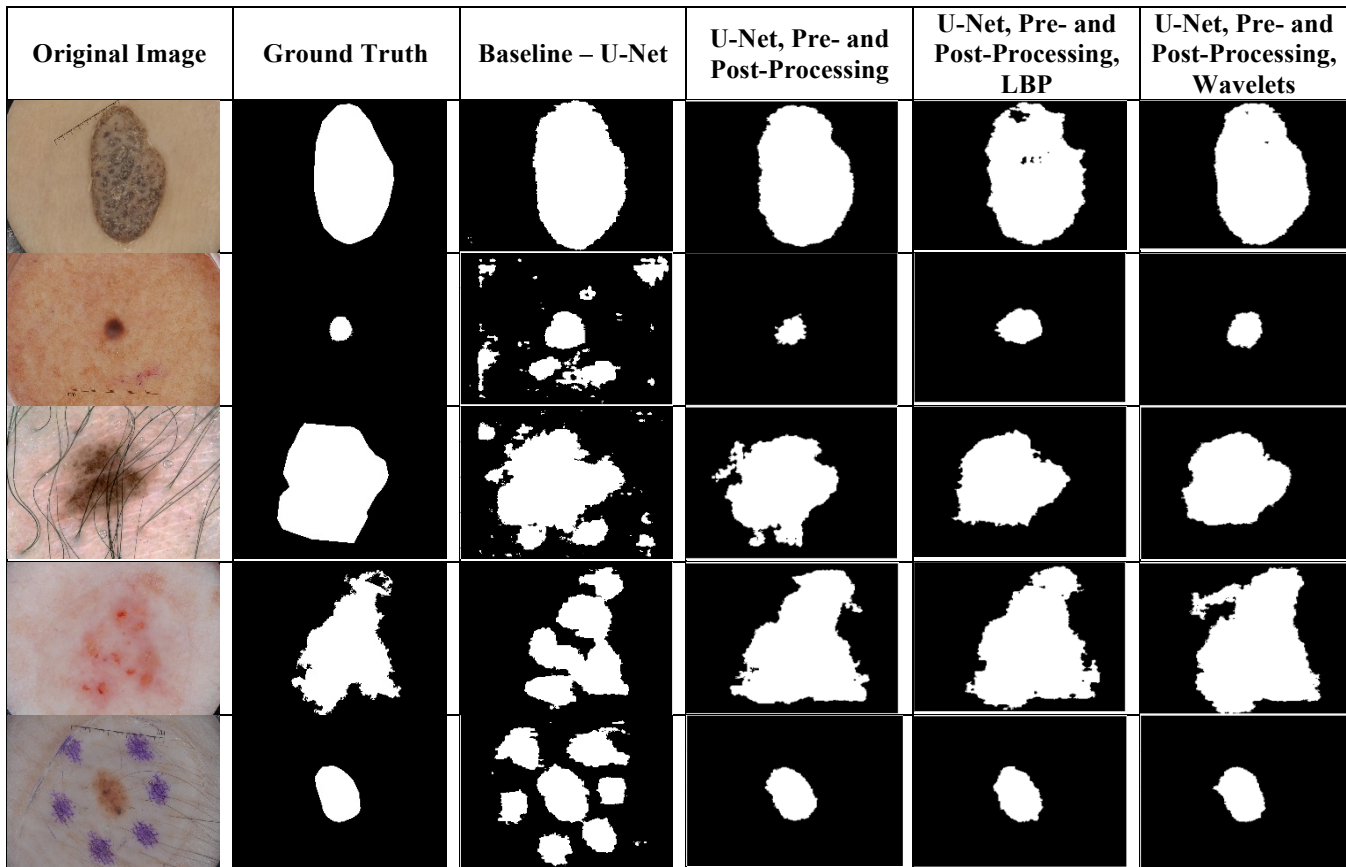 Original Image
Ground Truth
Baseline – U-Net
U-Net, Pre- and
Post-Processing
U-Net, Pre- and
Post-Processing,
LBP
U-Net, Pre- and
Post-Processing,
Wavelets